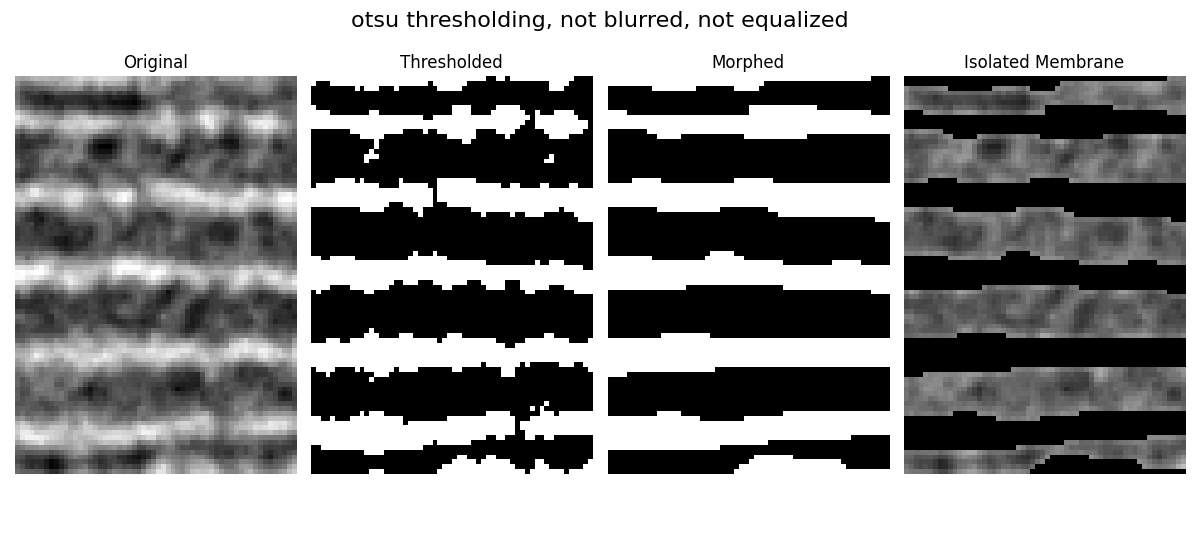 otsu thresholding, not blurred, not equalized
Original
Thresholded
Morphed
Isolated Membrane